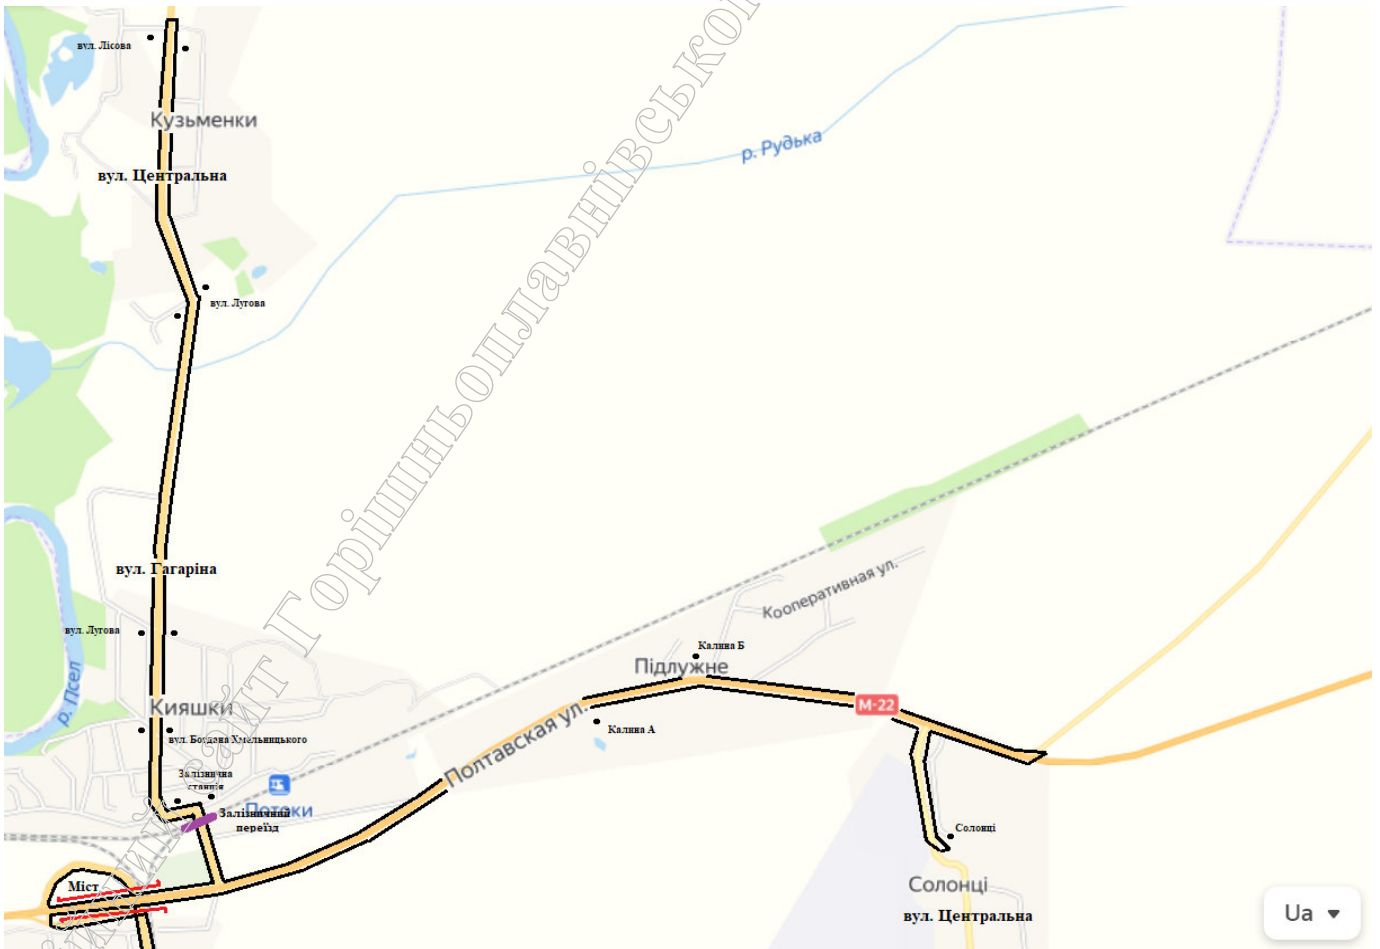 вул. Лісова
Кузьменки
р. Рудька
вул. Центральна
вул. Лугова
Горішньоплавнівської
вул. Гагаріна
Кооперативная ул.
вул. Лугова
Калина Б
Підлужне
р. Псел
Кияшки
М-22
Полтавская ул.
Калина А
вул. Богдана Хмельницького
Залізнична
станція
Потоки
Залізничний
переїзд
Солонці
Міст
Солонці
вул. Центральна
Ua
сайт